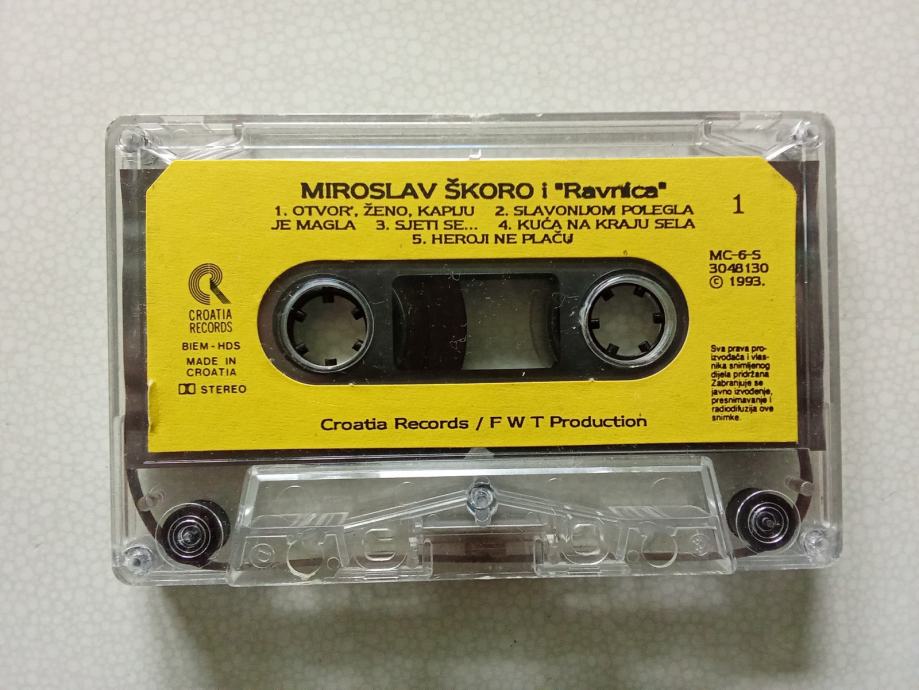 MIROSLAV ŠKORO i "Ravnica"
1. OTVOR', ŽENO, KAPIJU 2. SLAVONIJOM POLEGLA
JE MAGLA 3. SJETI SE... 4. KUĆA NA KRAJU SELA
5. HEROJI NE PLAČU
1
MC-6-S
3048130
© 1993.
CROATIA
RECORDS
BIEM - HDS
MADE IN
CROATIA
STEREO
Sva prava pro-
izvođača i vlas-
nika snimljenog
dijela pridržana
Zabranjuje se
javno izvođenje,
presnimavanje i
radiodifuzija ove
snimke.
Croatia Records / F W T Production